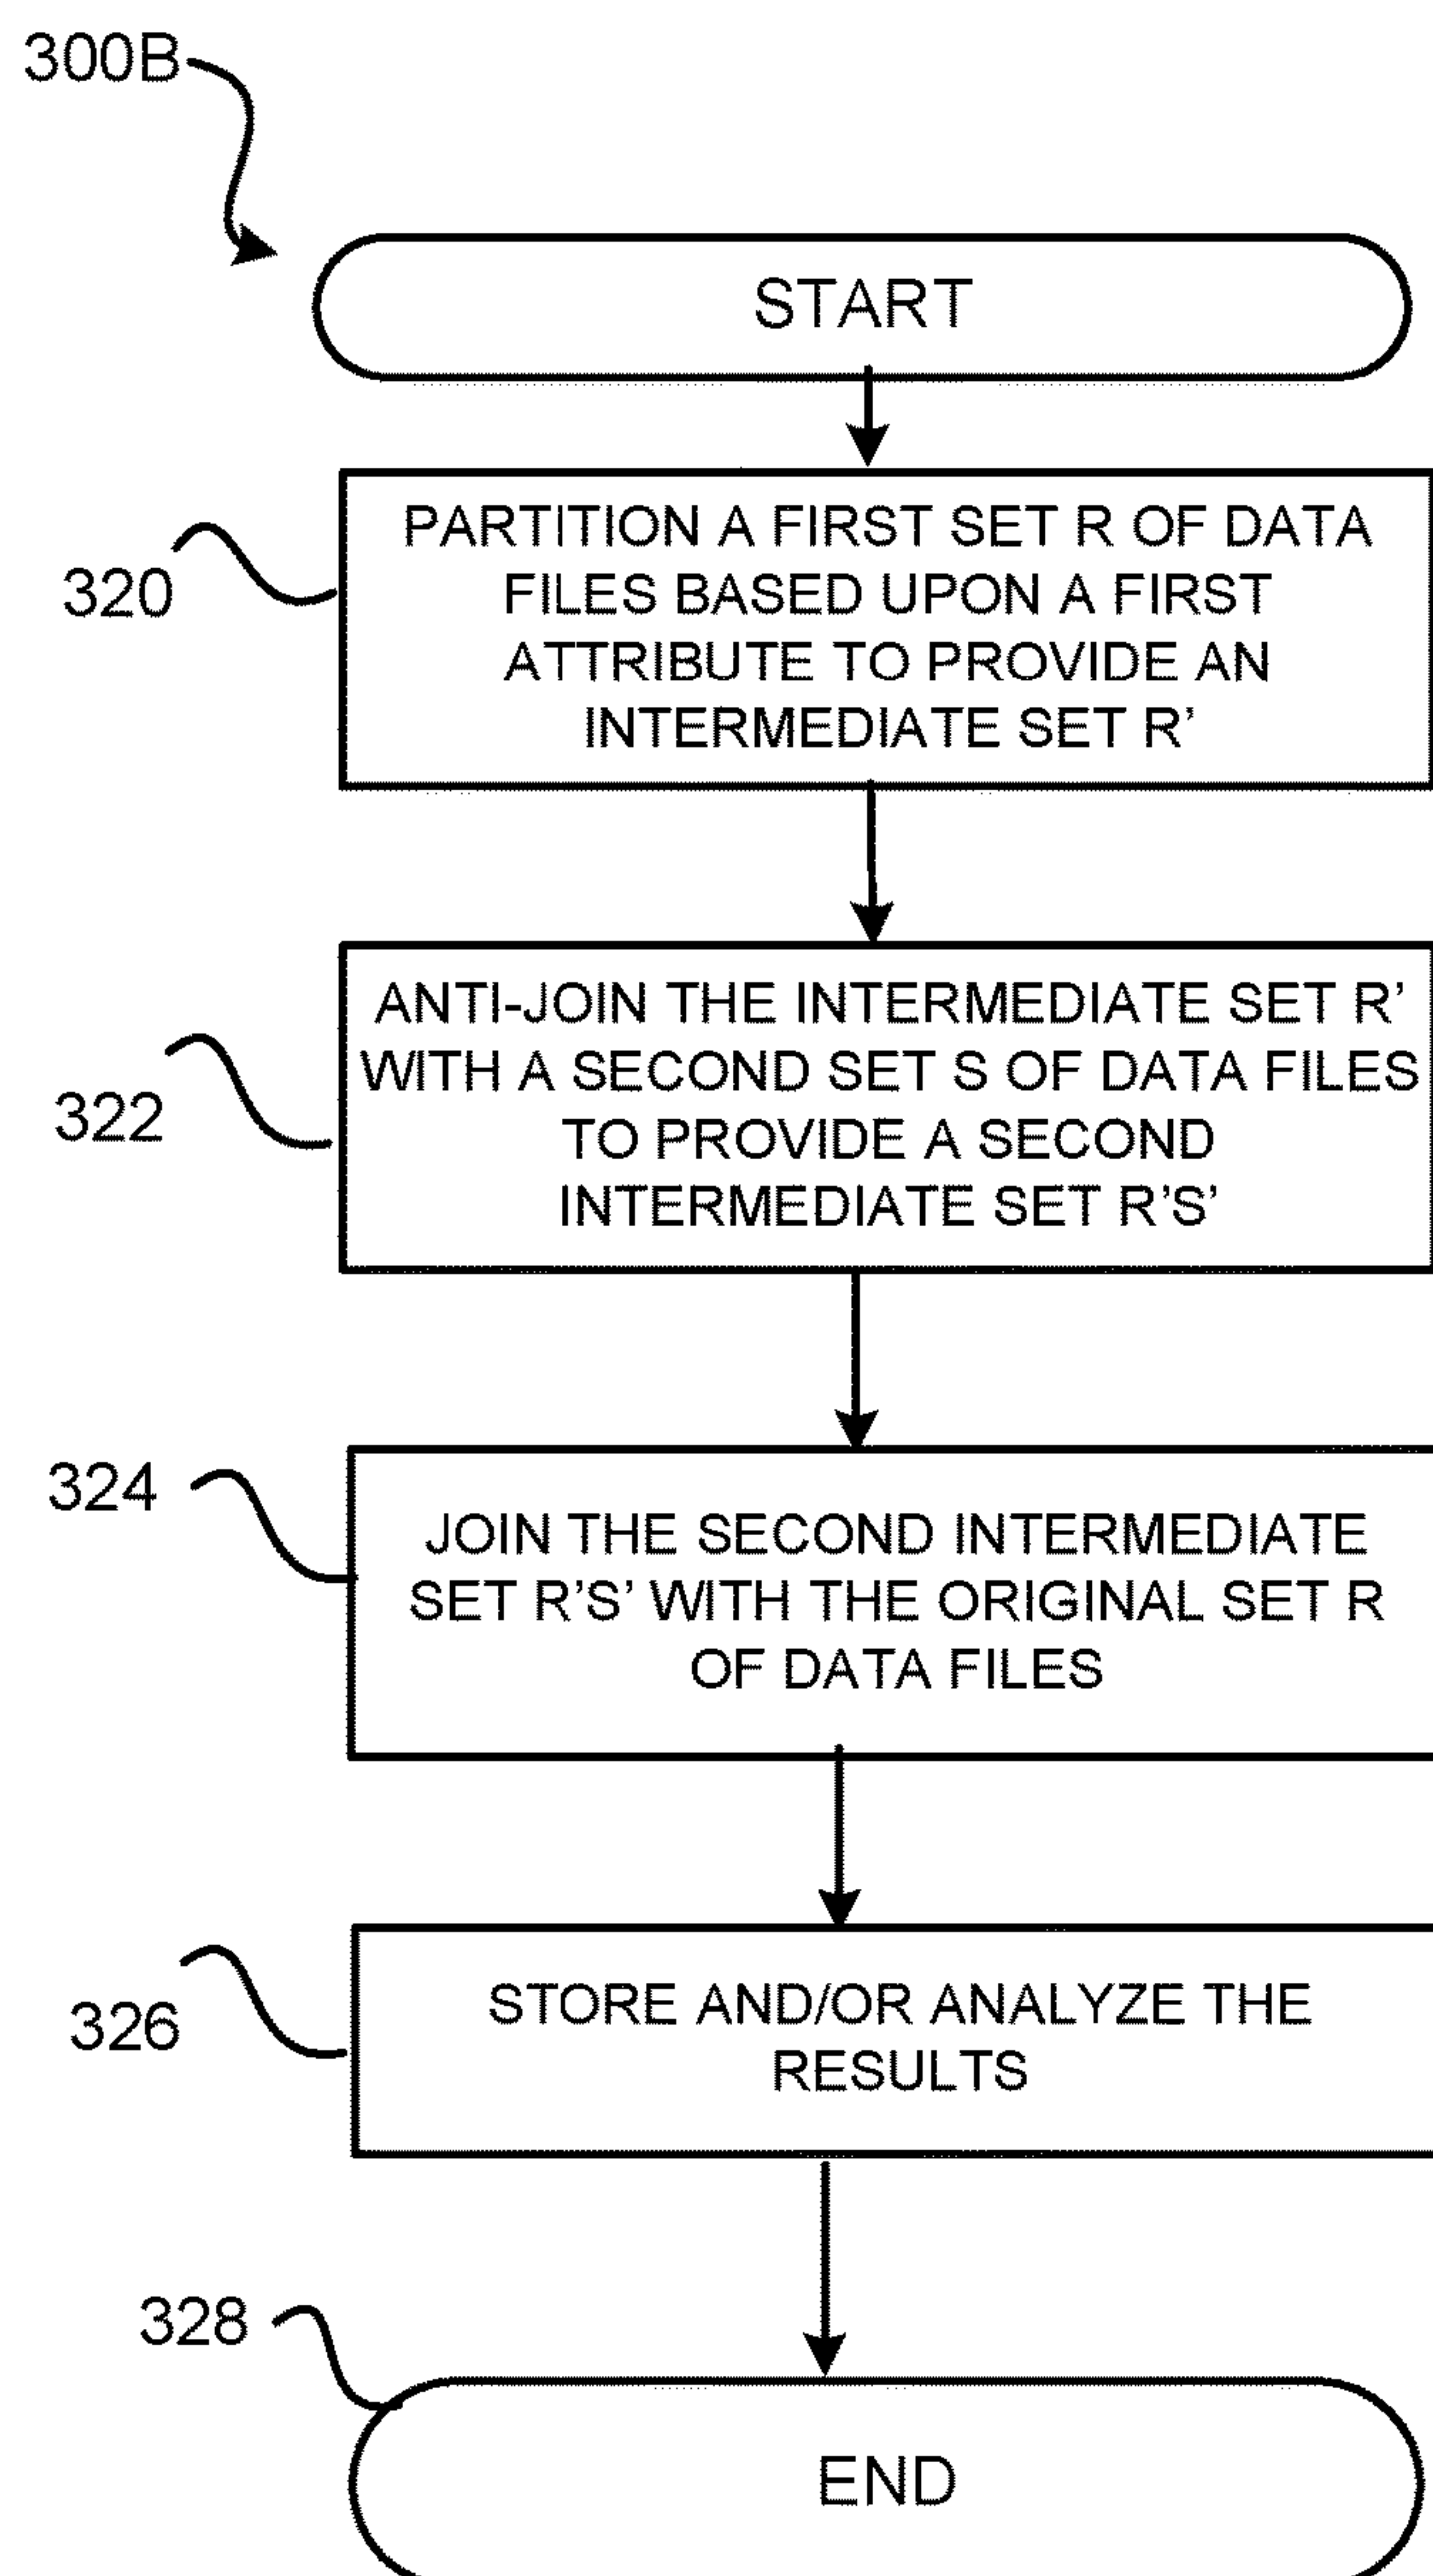 300B
START
320
PARTITION A FIRST SET R OF DATA
FILES BASED UPON A FIRST
ATTRIBUTE TO PROVIDE AN
INTERMEDIATE SET R’
322
ANTI-JOIN THE INTERMEDIATE SET R’
WITH A SECOND SET S OF DATA FILES
TO PROVIDE A SECOND
INTERMEDIATE SET R’S’
324
JOIN THE SECOND INTERMEDIATE
SET R’S’ WITH THE ORIGINAL SET R
OF DATA FILES
326
STORE AND/OR ANALYZE THE
RESULTS
328
END